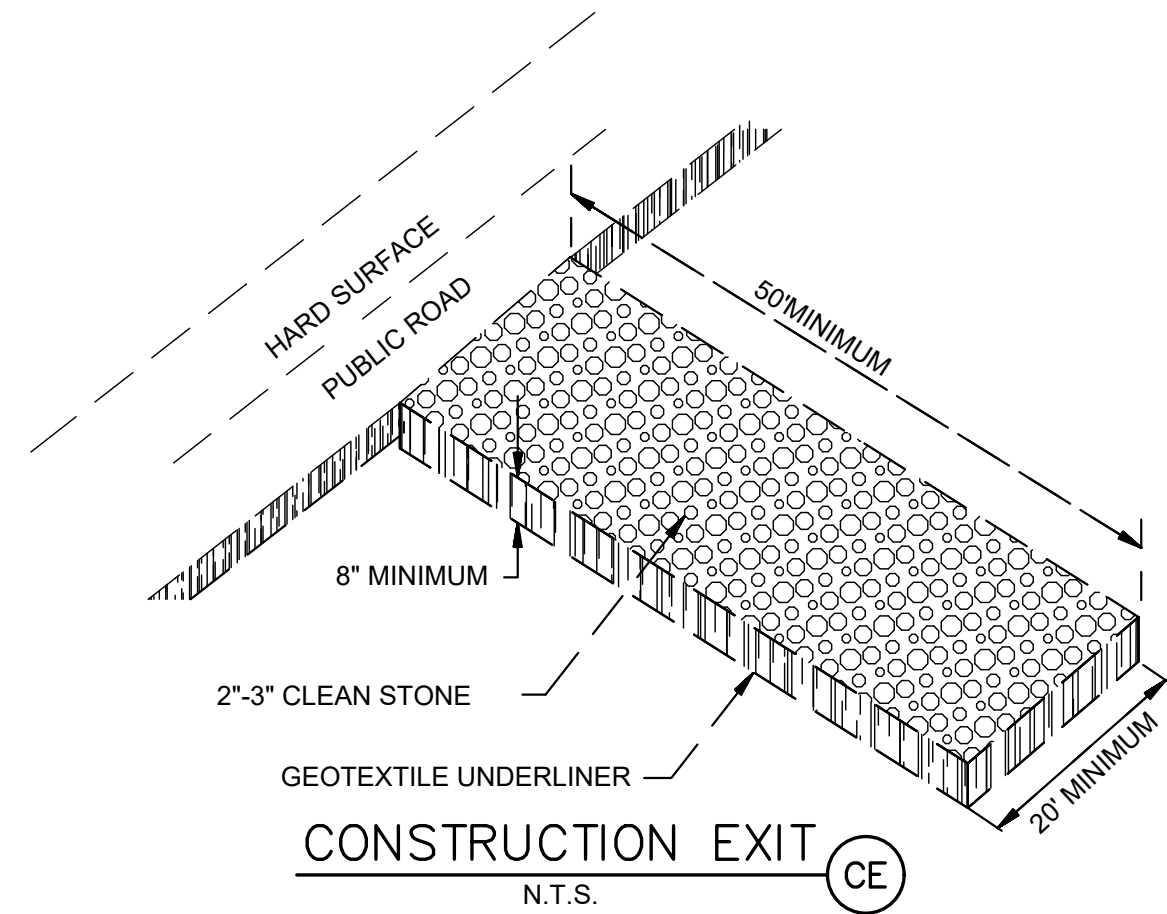 HARD SURFACE
PUBLIC ROAD
50'MINIMUM
8" MINIMUM
2"-3" CLEAN STONE
GEOTEXTILE UNDERLINER
20' MINIMUM
CONSTRUCTION EXIT
CE
N.T.S.